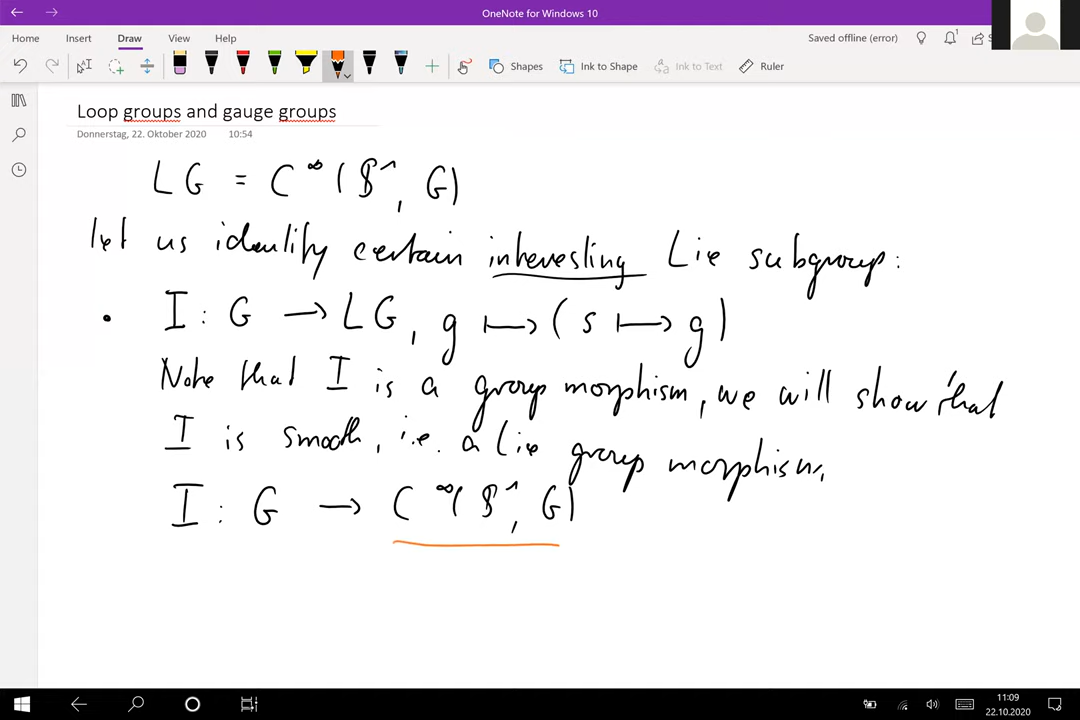 OneNote for Windows 10
Home Insert Draw View Help
Saved offline (error)
Shapes Ink to Shape Ink to Text Ruler
Loop groups and gauge groups
Donnerstag, 22. Oktober 2020 10:54
LG = C^∞(S^1, G)
let us identify certain interesting Lie subgroup:
• I : G → LG, g ↦ (s ↦ g)
Note that I is a group morphism, we will show that
I is smooth, i.e. a Lie group morphism,
I : G → C^∞(S^1, G)
11:09
22.10.2020